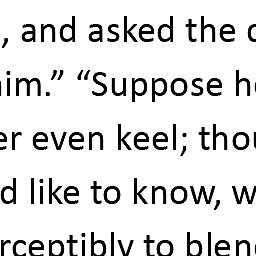 , and asked the
him.” “Suppose
er even keel; thou
d like to know, w
rceptibly to blen